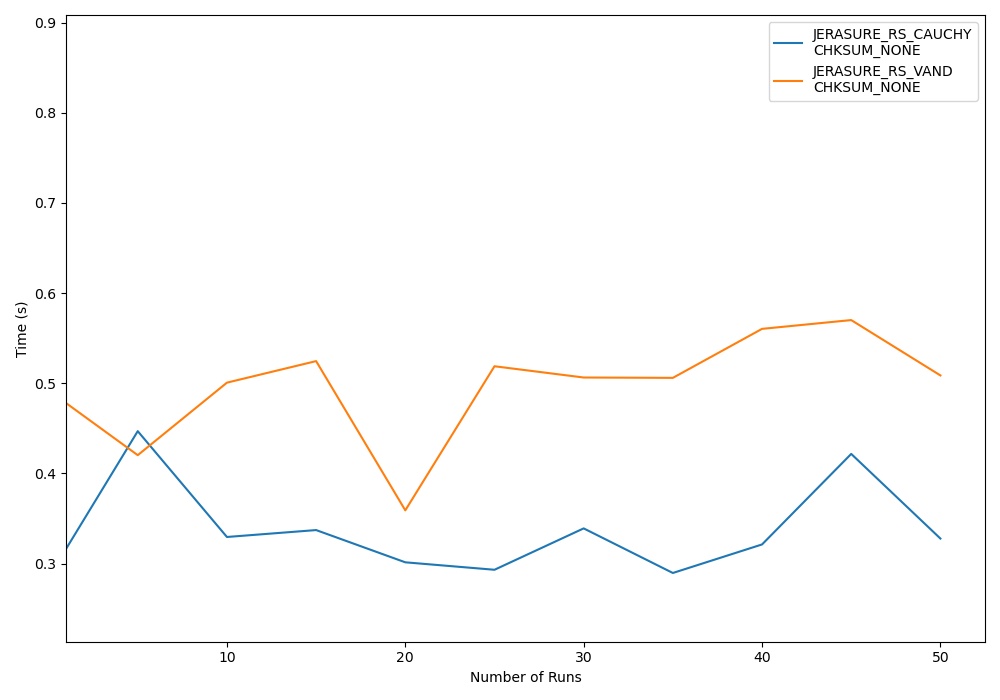 0.9
0.8
0.7
0.6
0.5
0.4
0.3
Time (s)
10
20
30
40
50
Number of Runs
JERASURE_RS_CAUCHY
CHKSUM_NONE
JERASURE_RS_VAND
CHKSUM_NONE